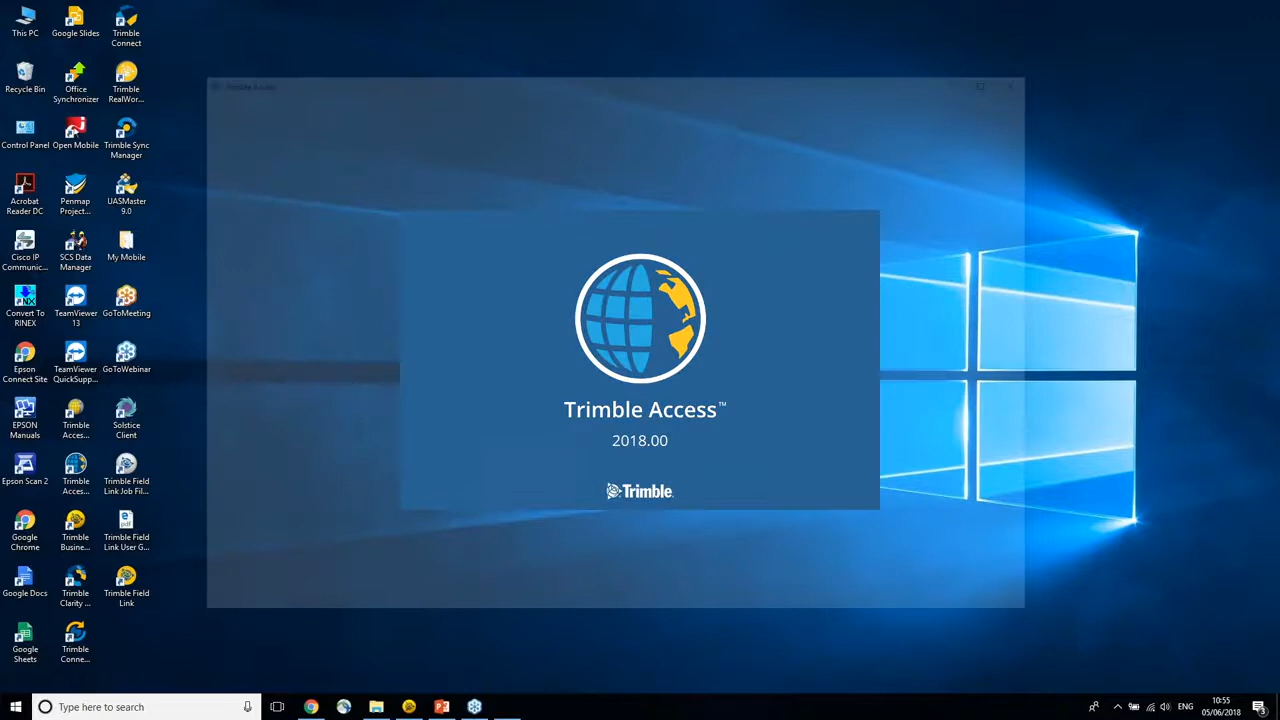 This PC
Google Slides
Trimble
Connect
Recycle Bin
Office
Synchronizer
Trimble
RealWor...
Control Panel
Open Mobile
Trimble Sync
Manager
Acrobat
Reader DC
Penmap
Project...
UASMaster
9.0
Cisco IP
Communic...
SCS Data
Manager
My Mobile
Convert To
RINEX
TeamViewer
13
GoToMeeting
Epson
Connect Site
TeamViewer
QuickSupp...
GoToWebinar
EPSON
Manuals
Trimble
Acces...
Solstice
Client
Epson Scan 2
Trimble
Acces...
Trimble Field
Link Job Fil...
Google
Chrome
Trimble
Busine...
Trimble Field
Link User G...
Google Docs
Trimble
Clarity ...
Trimble Field
Link
Google
Sheets
Trimble
Conne...
Trimble Access
Trimble Access™
2018.00
Trimble
Type here to search
ENG
10:55
05/06/2018